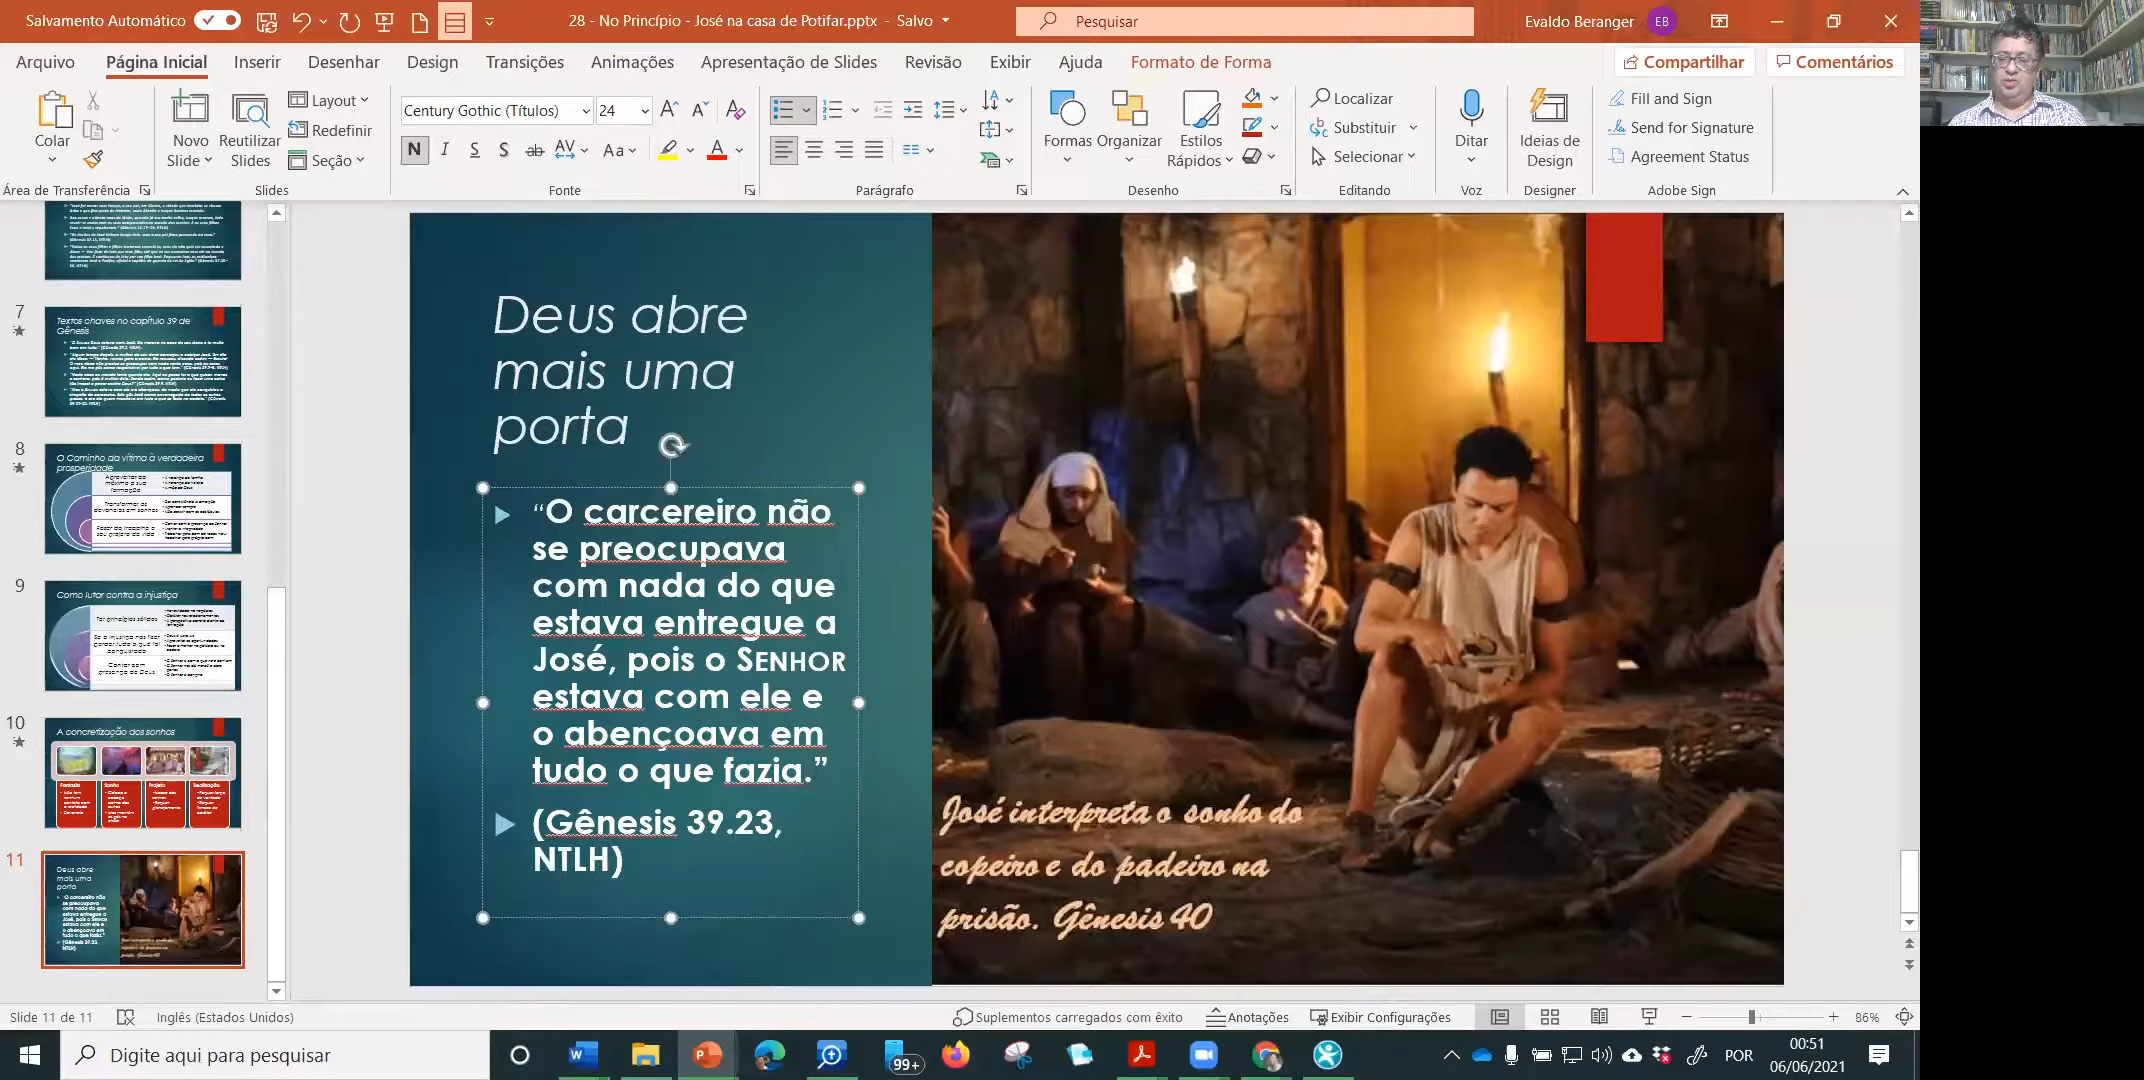 Salvamento Automático
28 - No Princípio - José na casa de Potifar.pptx - Salvo
Pesquisar
Evaldo Beranger
EB
Arquivo
Página Inicial
Inserir
Desenhar
Design
Transições
Animações
Apresentação de Slides
Revisão
Exibir
Ajuda
Formato de Forma
Compartilhar
Comentários
Colar
Novo Slide
Reutilizar Slides
Layout
Redefinir
Seção
Century Gothic (Títulos)
24
N I S S ab AV Aa A
Formas
Organizar
Estilos Rápidos
Localizar
Substituir
Selecionar
Ditar
Ideias de Design
Fill and Sign
Send for Signature
Agreement Status
Área de Transferência
Slides
Fonte
Parágrafo
Desenho
Editando
Voz
Designer
Adobe Sign
7
Textos chaves no capítulo 39 de Gênesis
8
O Caminho da vítima à verdadeira prosperidade
9
Como lutar contra a injustiça
10
A concretização dos sonhos
11
Deus abre
mais uma
porta
“O carcereiro não
se preocupava
com nada do que
estava entregue a
José, pois o SENHOR
estava com ele e
o abençoava em
tudo o que fazia.”
(Gênesis 39.23,
NTLH)
José interpreta o sonho do
copeiro e do padeiro na
prisão. Gênesis 40
Slide 11 de 11
Inglês (Estados Unidos)
Suplementos carregados com êxito
Anotações
Exibir Configurações
86%
Digite aqui para pesquisar
99+
POR
00:51
06/06/2021